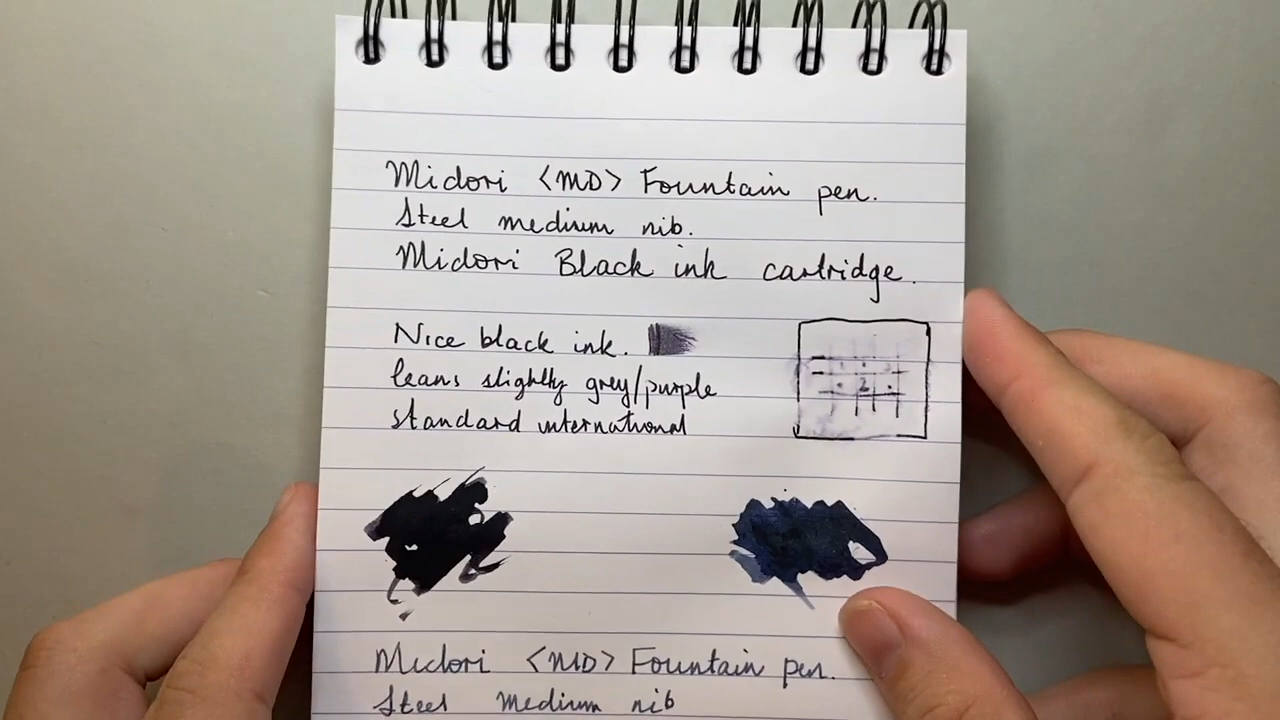 Midori <MD> Fountain pen.
Steel medium nib.
Midori Black ink cartridge.
Nice black ink.
leans slightly grey/purple
standard international
Midori <MD> Fountain pen.
Steel medium nib